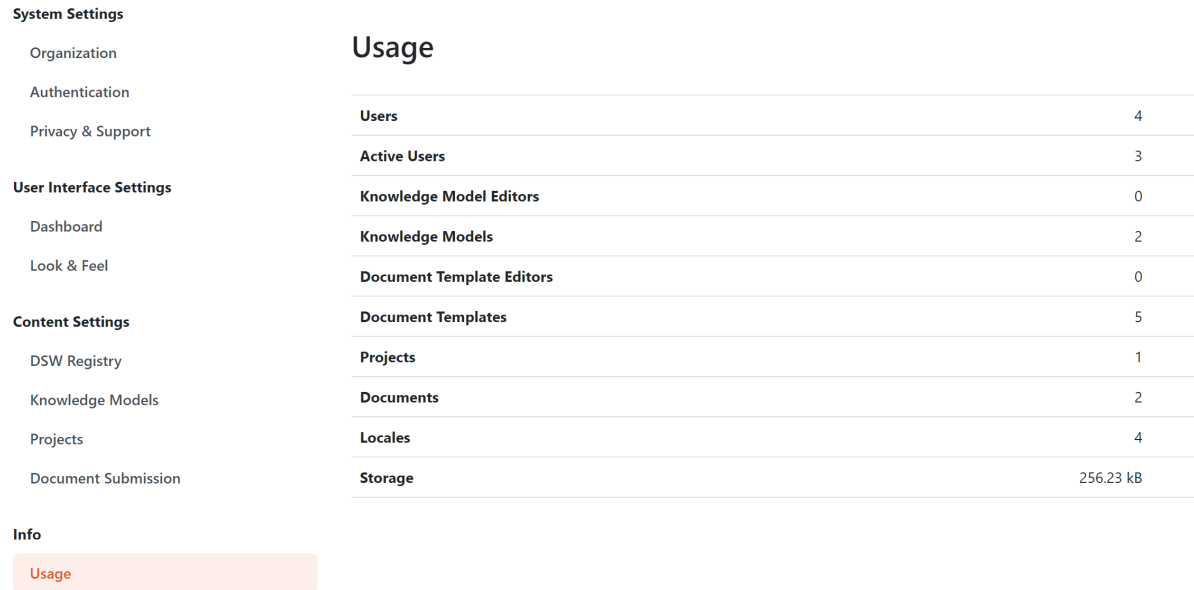 System Settings
Organization
Authentication
Privacy & Support
User Interface Settings
Dashboard
Look & Feel
Content Settings
DSW Registry
Knowledge Models
Projects
Document Submission
Info
Usage
Usage
Users 4
Active Users 3
Knowledge Model Editors 0
Knowledge Models 2
Document Template Editors 0
Document Templates 5
Projects 1
Documents 2
Locales 4
Storage 256.23 kB